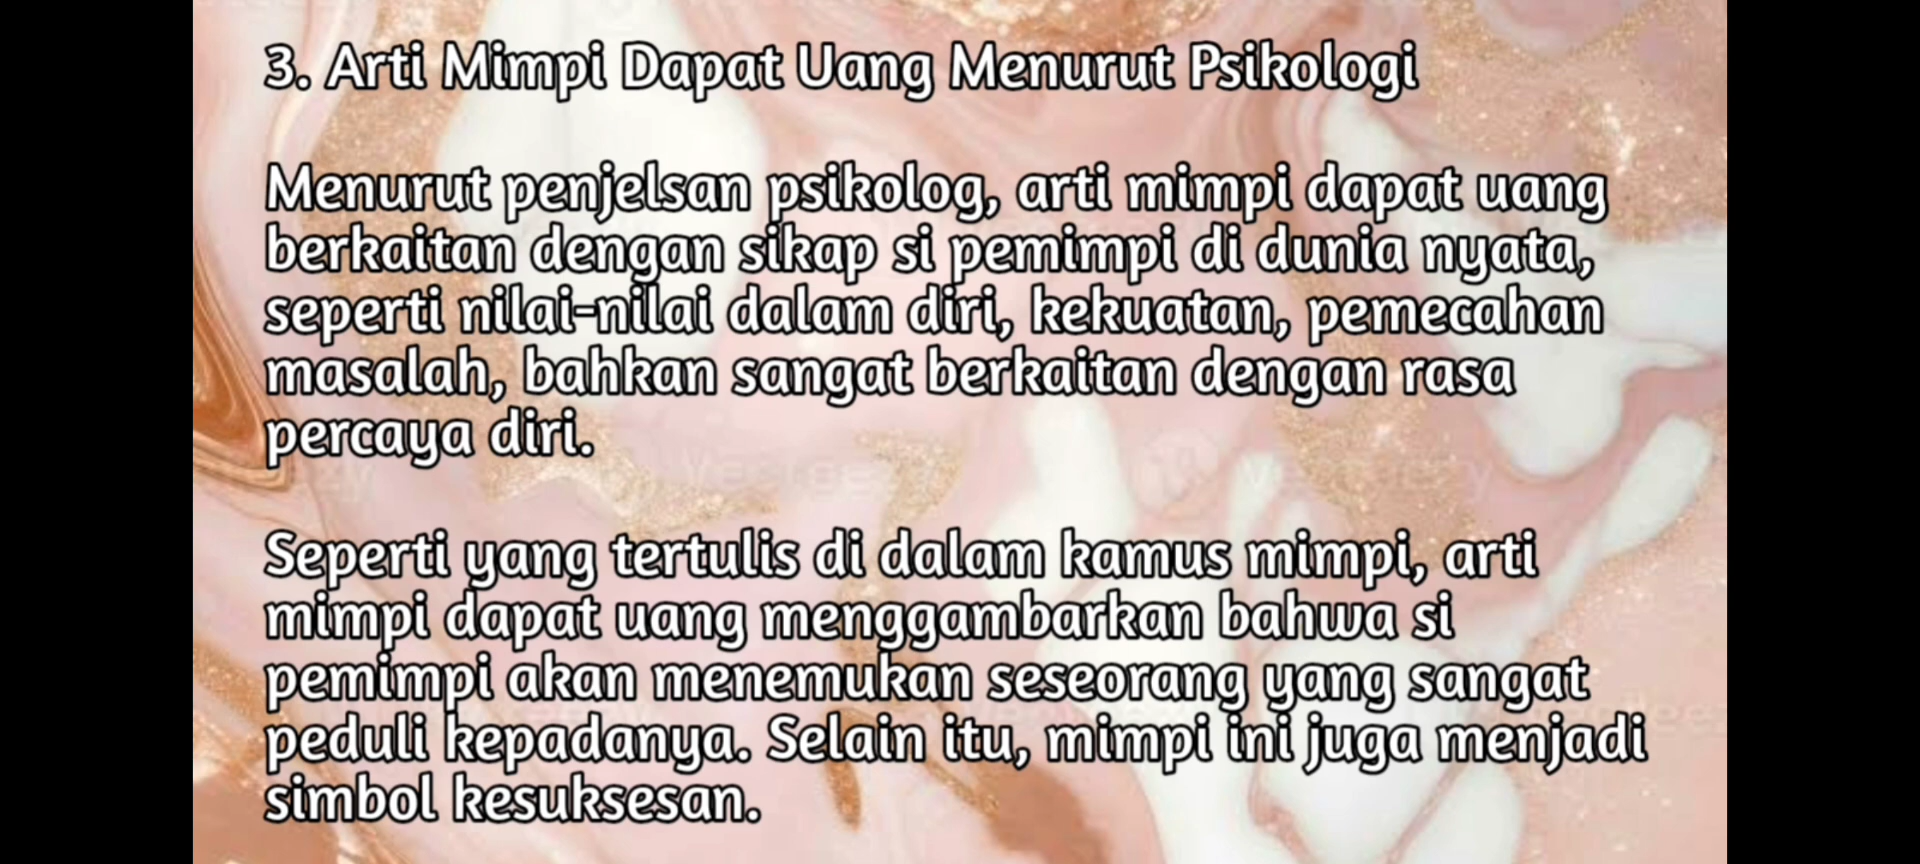 3. Arti Mimpi Dapat Uang Menurut Psikologi
Menurut penjelsan psikolog, arti mimpi dapat uang
berkaitan dengan sikap si pemimpi di dunia nyata,
seperti nilai-nilai dalam diri, kekuatan, pemecahan
masalah, bahkan sangat berkaitan dengan rasa
percaya diri.
Seperti yang tertulis di dalam kamus mimpi, arti
mimpi dapat uang menggambarkan bahwa si
pemimpi akan menemukan seseorang yang sangat
peduli kepadanya. Selain itu, mimpi ini juga menjadi
simbol kesuksesan.